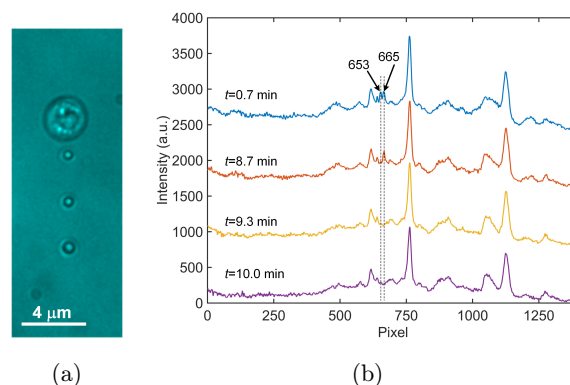 4 μm
(a)
Intensity (a.u.)
4000
3500
3000
2500
2000
1500
1000
500
0
653
665
t=0.7 min
t=8.7 min
t=9.3 min
t=10.0 min
0
250
500
750
1000
1250
Pixel
(b)